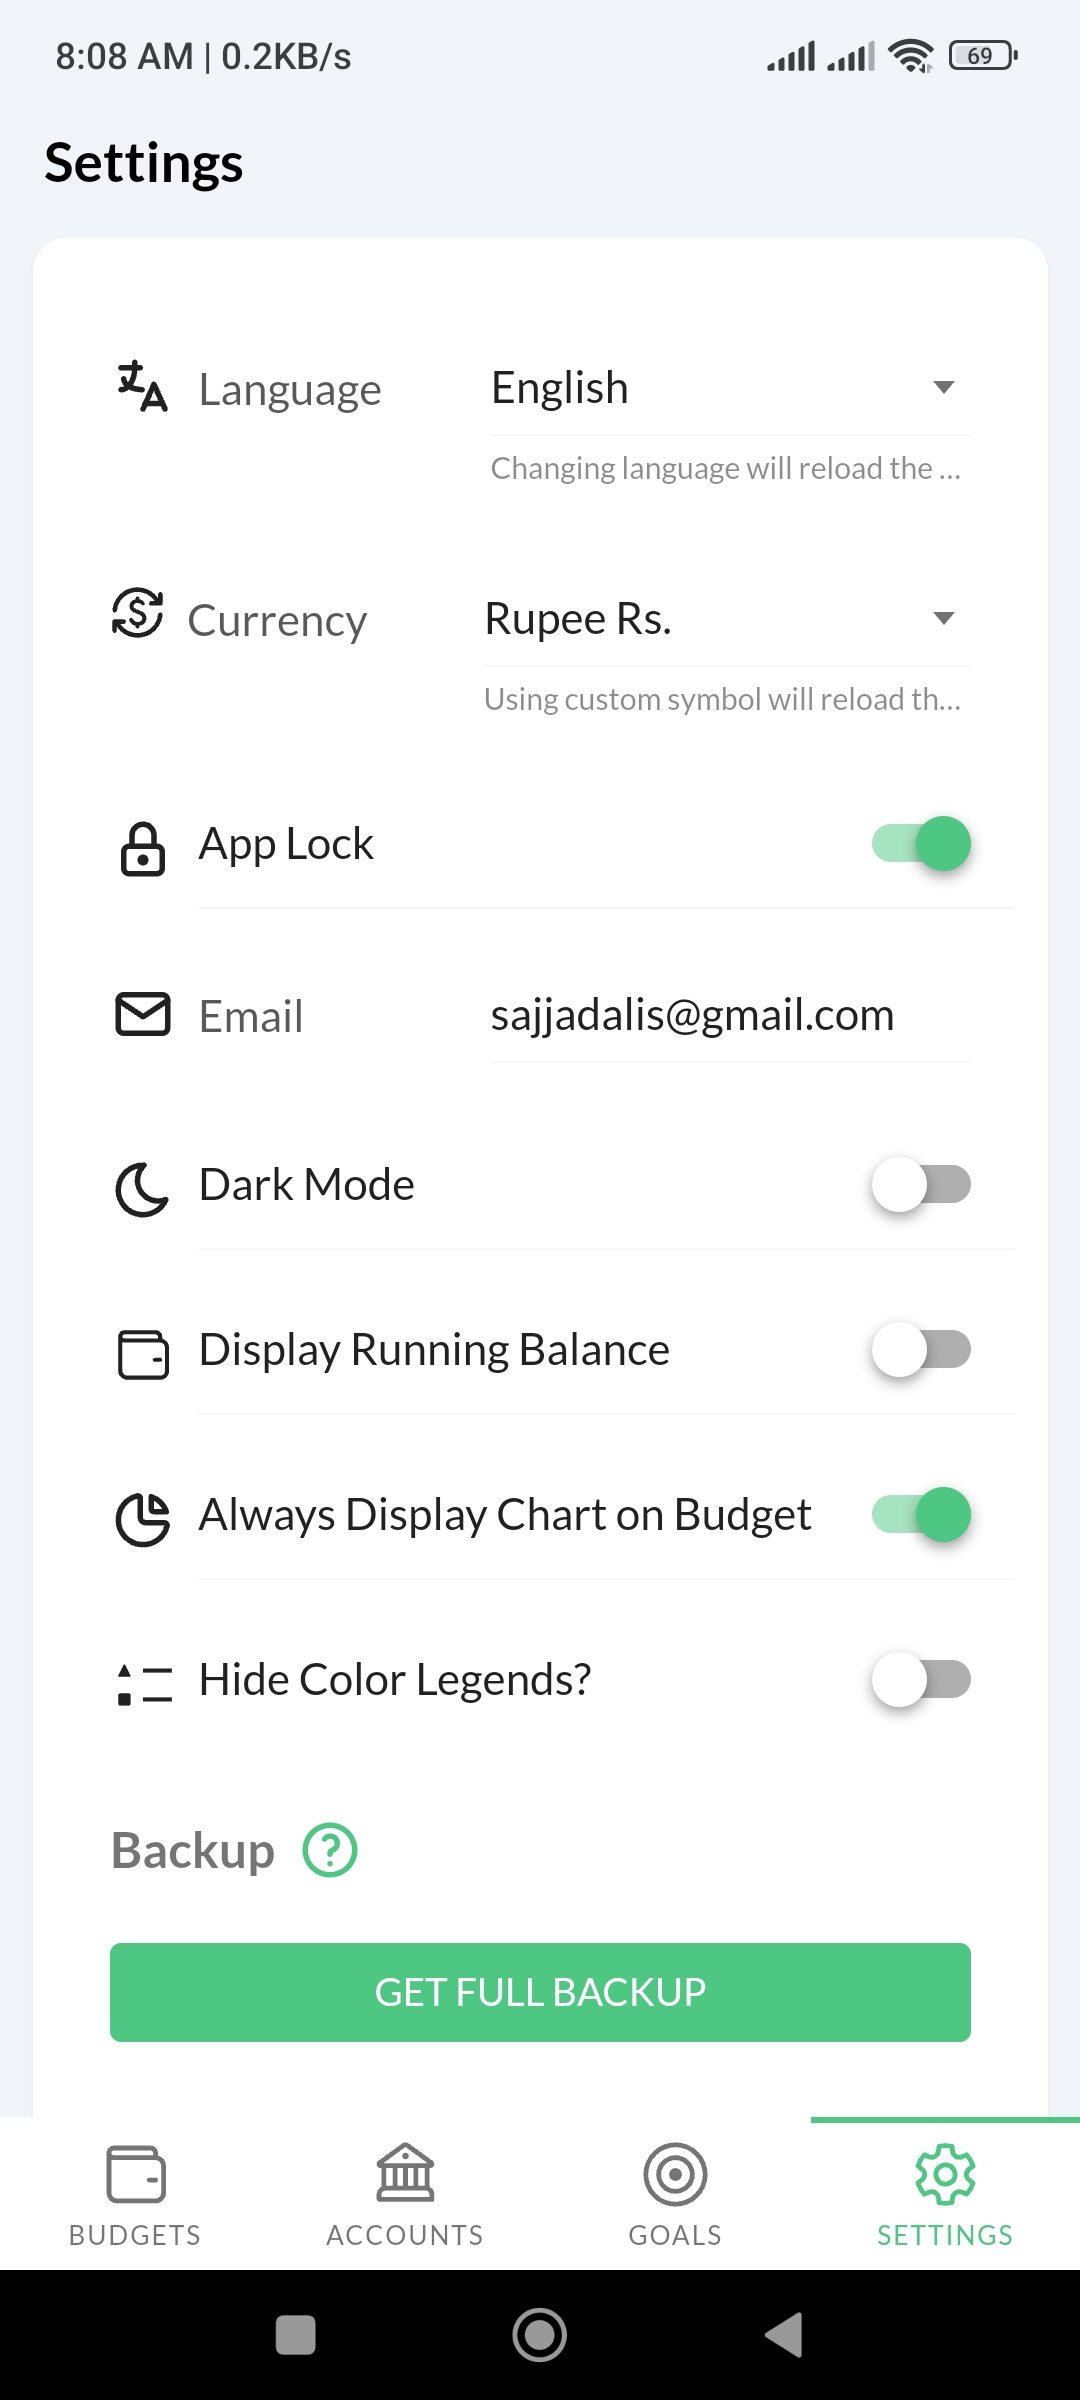 8:08 AM | 0.2KB/s 69
Settings
Language English
Changing language will reload the ...
Currency Rupee Rs.
Using custom symbol will reload th...
App Lock
Email sajjadalis@gmail.com
Dark Mode
Display Running Balance
Always Display Chart on Budget
Hide Color Legends?
Backup
GET FULL BACKUP
BUDGETS ACCOUNTS GOALS SETTINGS